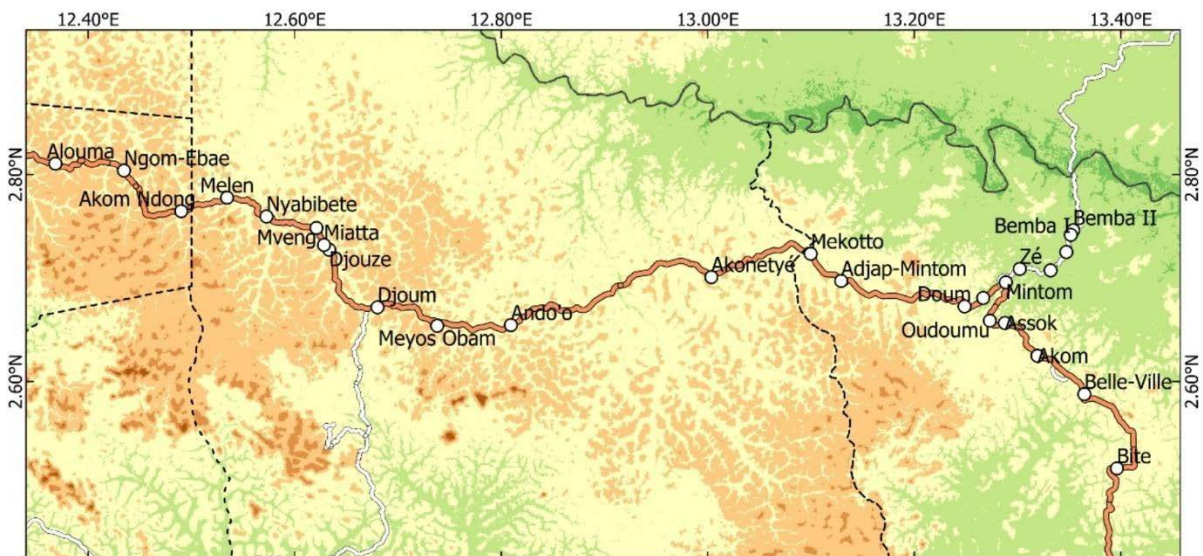 12.40°E 12.60°E 12.80°E 13.00°E 13.20°E 13.40°E
2.80°N
2.80°N
Alouma
Ngom-Ebae
Melen
Akom Ndong
Nyabibete
Bemba I
Bemba II
Mveng
Miatta
Mekotto
Djouze
Zé
Akonetyé
Adjap-Mintom
Doum
Mintom
Djoum
Ando'o
Meyos Obam
Oudoumu
Assok
Akom
2.60°N
2.60°N
Belle-Ville
Bite